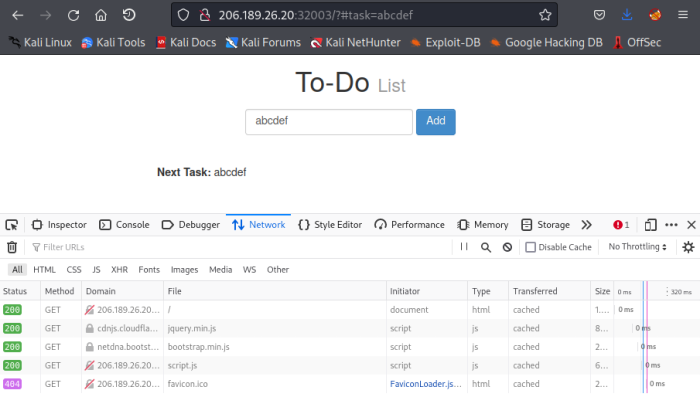 206.189.26.20:32003/?#task=abcdef
Kali Linux Kali Tools Kali Docs Kali Forums Kali NetHunter Exploit-DB Google Hacking DB OffSec
To-Do List
abcdef Add
Next Task: abcdef
Inspector Console Debugger Network Style Editor Performance Memory Storage 1
Filter URLs Disable Cache No Throttling
All HTML CSS JS XHR Fonts Images Media WS Other
Status Method Domain File Initiator Type Transferred Size 0 ms 320 ms
200 GET 206.189.26.20... / document html cached 1.... 0 ms
200 GET cdnjs.cloudfla... jquery.min.js script js cached 8... 0 ms
200 GET netdna.bootst... bootstrap.min.js script js cached 2... 0 ms
200 GET 206.189.26.20... script.js script js cached 6... 0 ms
404 GET 206.189.26.20... favicon.ico FaviconLoader.js... html cached 2... 0 ms